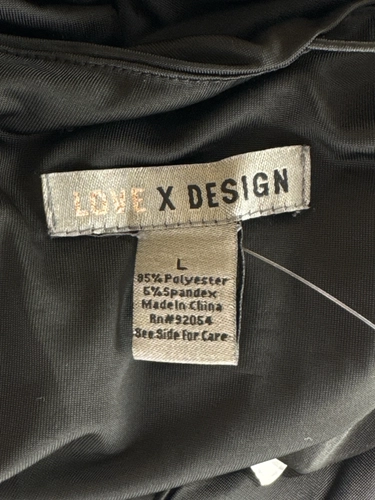 LOVE X DESIGN
L
95% Polyester
5% Spandex
Made In China
Rn#92054
See Side For Care